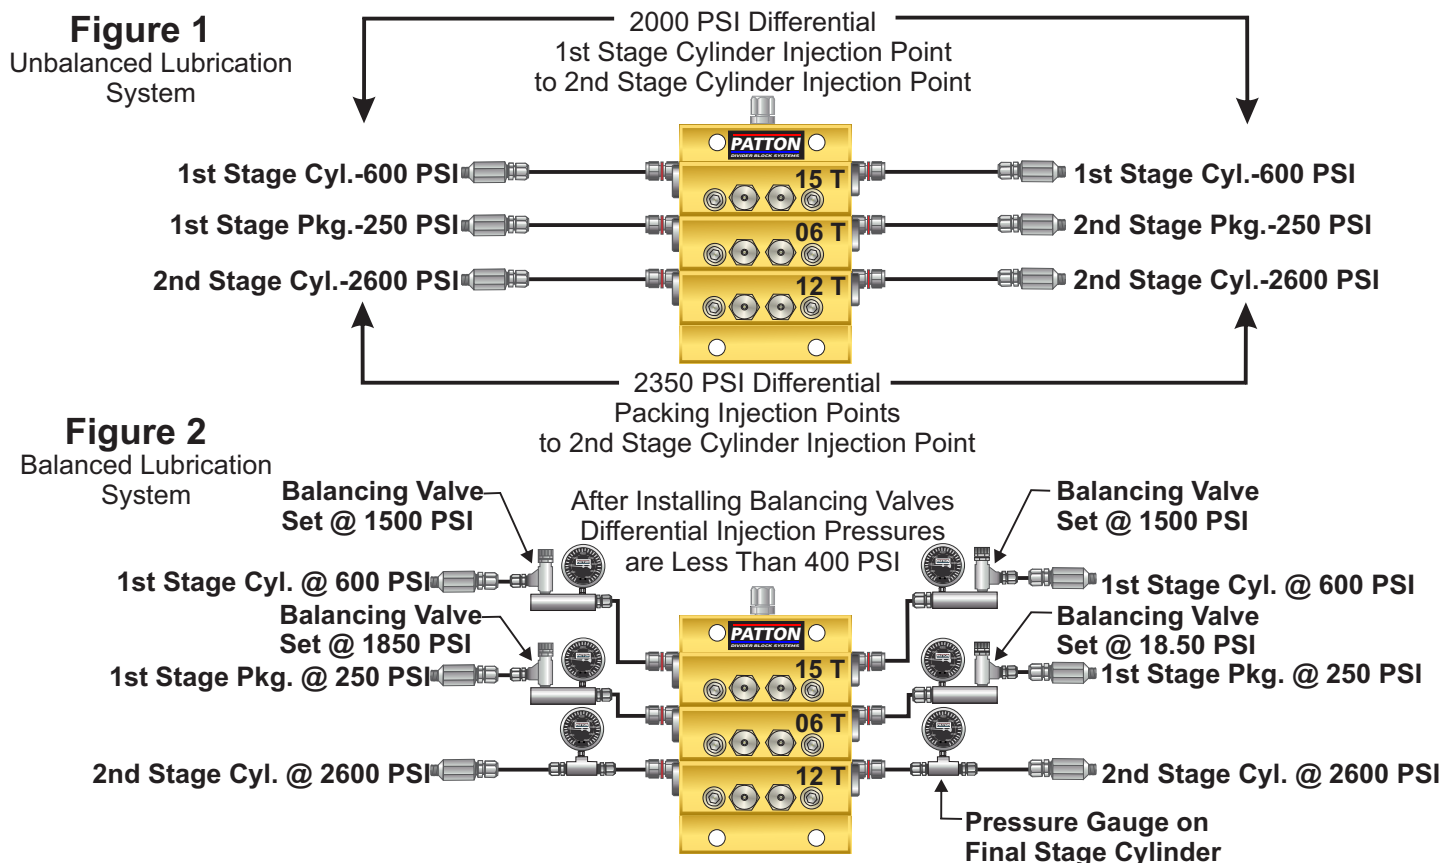 Figure 1
Unbalanced Lubrication
System
2000 PSI Differential
1st Stage Cylinder Injection Point
to 2nd Stage Cylinder Injection Point
PATTON
DIVIDER BLOCK SYSTEMS
1st Stage Cyl.-600 PSI
15 T
1st Stage Cyl.-600 PSI
1st Stage Pkg.-250 PSI
06 T
2nd Stage Pkg.-250 PSI
2nd Stage Cyl.-2600 PSI
12 T
2nd Stage Cyl.-2600 PSI
2350 PSI Differential
Packing Injection Points
to 2nd Stage Cylinder Injection Point
Figure 2
Balanced Lubrication
System
Balancing Valve
Set @ 1500 PSI
After Installing Balancing Valves
Differential Injection Pressures
are Less Than 400 PSI
Balancing Valve
Set @ 1500 PSI
1st Stage Cyl. @ 600 PSI
1st Stage Cyl. @ 600 PSI
Balancing Valve
Set @ 1850 PSI
PATTON
DIVIDER BLOCK SYSTEMS
Balancing Valve
Set @ 18.50 PSI
1st Stage Pkg. @ 250 PSI
15 T
1st Stage Pkg. @ 250 PSI
06 T
2nd Stage Cyl. @ 2600 PSI
12 T
2nd Stage Cyl. @ 2600 PSI
Pressure Gauge on
Final Stage Cylinder